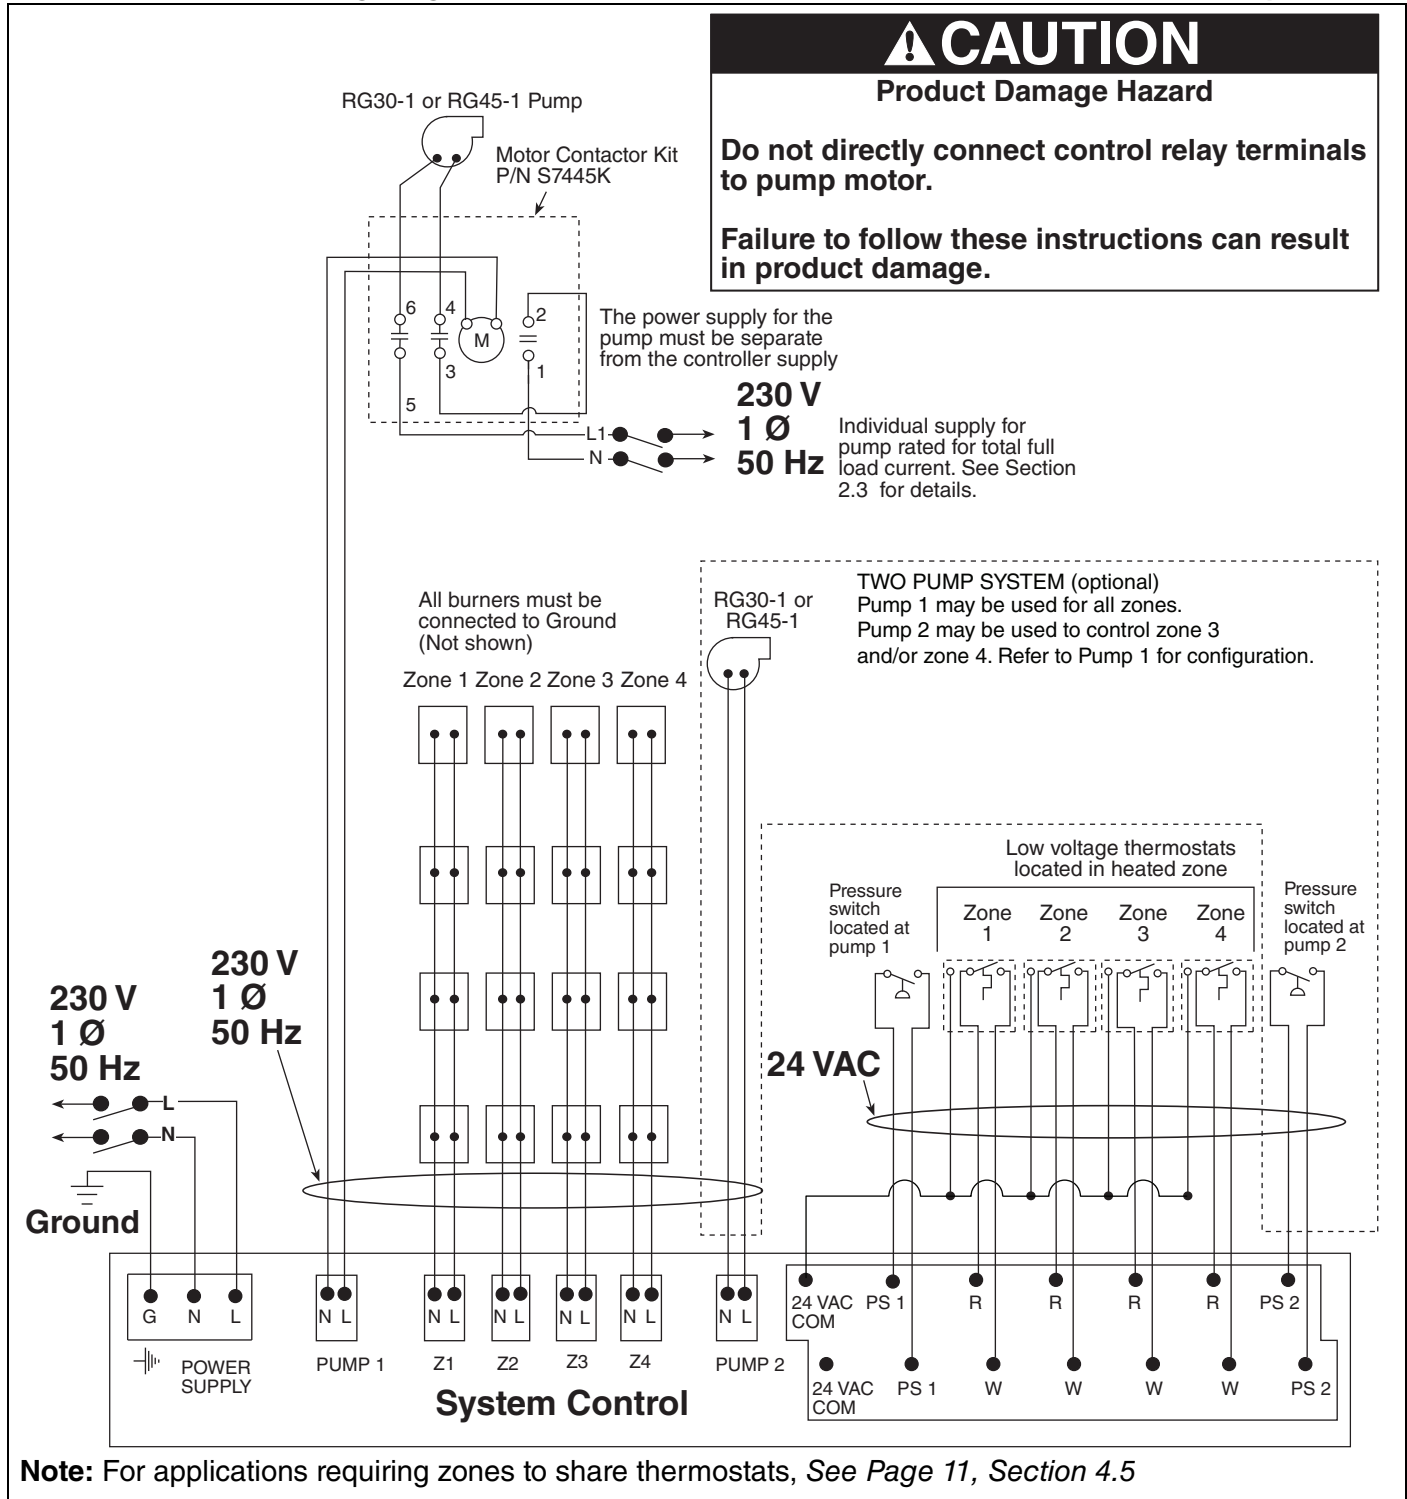 CAUTION
Product Damage Hazard
Do not directly connect control relay terminals
to pump motor.
Failure to follow these instructions can result
in product damage.
RG30-1 or RG45-1 Pump
Motor Contactor Kit
P/N S7445K
6
4
2
M
3
1
5
The power supply for the
pump must be separate
from the controller supply
L1
N
230 V
1 Ø
50 Hz
Individual supply for
pump rated for total full
load current. See Section
2.3 for details.
All burners must be
connected to Ground
(Not shown)
Zone 1 Zone 2 Zone 3 Zone 4
RG30-1 or
RG45-1
TWO PUMP SYSTEM (optional)
Pump 1 may be used for all zones.
Pump 2 may be used to control zone 3
and/or zone 4. Refer to Pump 1 for configuration.
Low voltage thermostats
located in heated zone
Pressure
switch
located at
pump 1
Zone
1
Zone
2
Zone
3
Zone
4
Pressure
switch
located at
pump 2
230 V
1 Ø
50 Hz
230 V
1 Ø
50 Hz
24 VAC
L
N
Ground
G N L
POWER
SUPPLY
N L
PUMP 1
N L
Z1
N L
Z2
N L
Z3
N L
Z4
N L
PUMP 2
24 VAC
COM
PS 1
R
R
R
R
PS 2
24 VAC
COM
PS 1
W
W
W
W
PS 2
System Control
Note: For applications requiring zones to share thermostats, See Page 11, Section 4.5